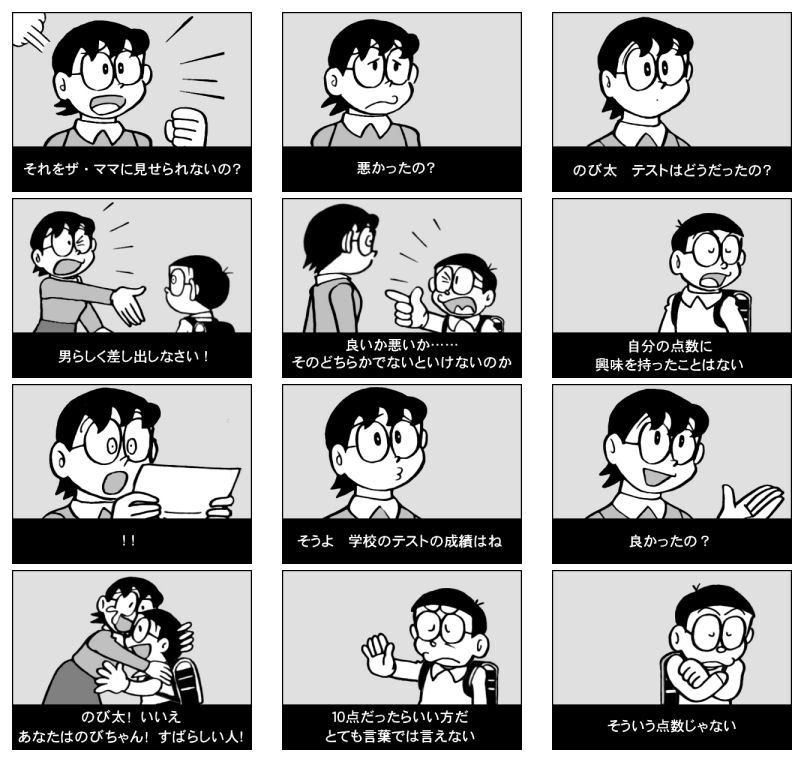 のび太　テストはどうだったの？
自分の点数に
興味を持ったことはない
良かったの？
そういう点数じゃない
悪かったの？
良いか悪いか……
そのどちらかでないといけないのか
そうよ　学校のテストの成績はね
10点だったらいい方だ
とても言葉では言えない
それをザ・ママに見せられないの？
男らしく差し出しなさい！
！！
のび太！いいえ
あなたはのびちゃん！すばらしい人！